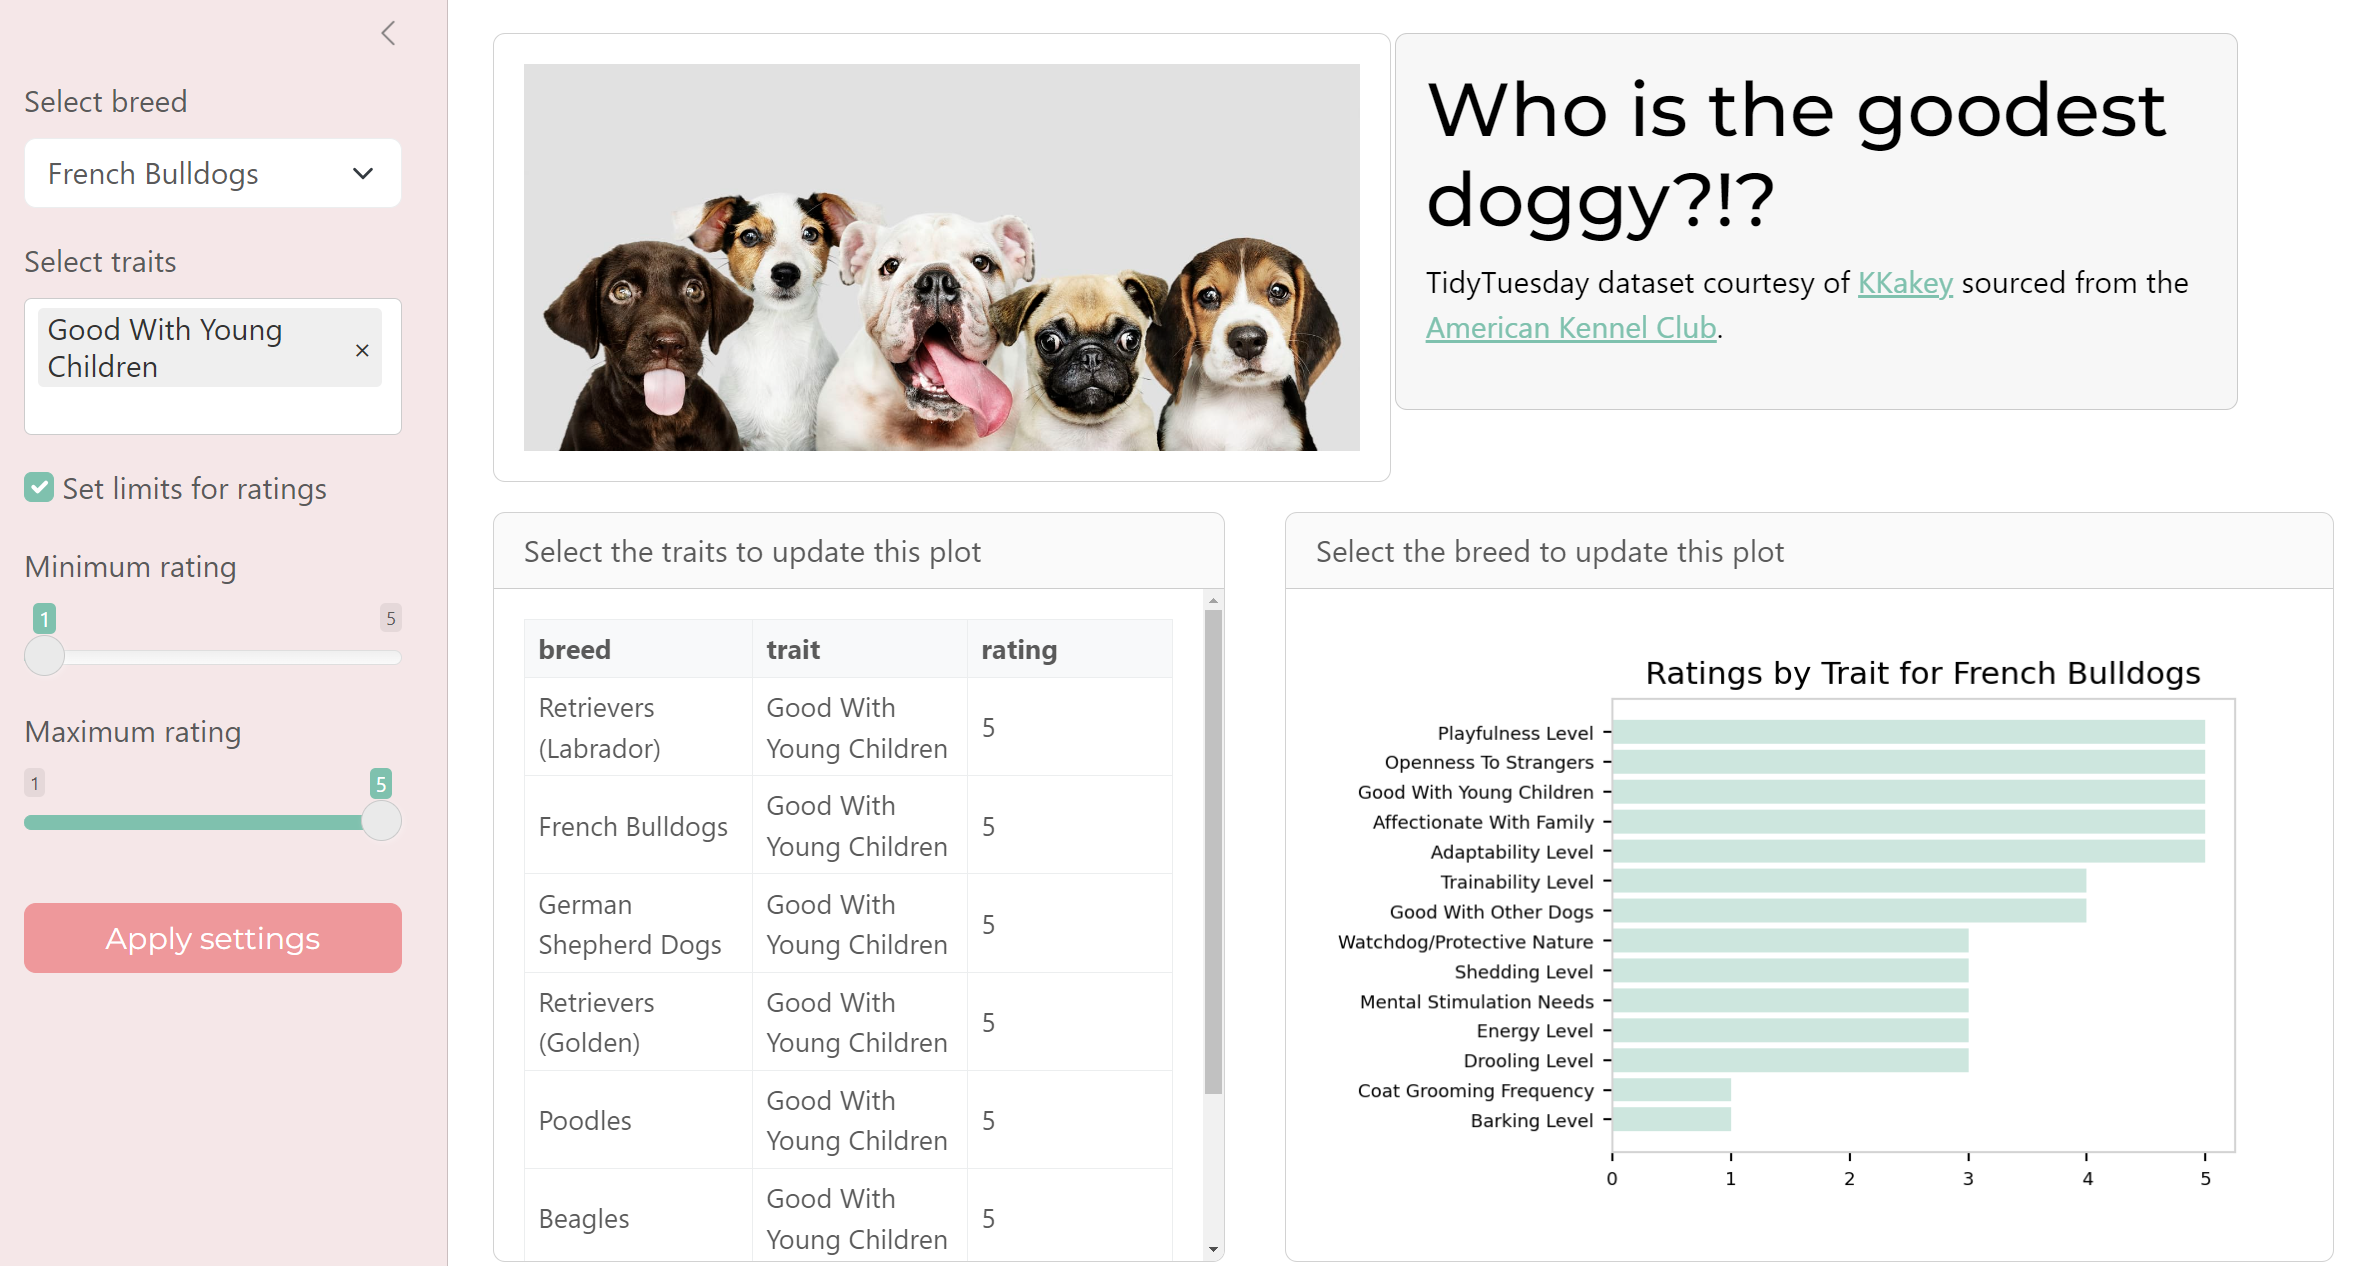 Select breed
French Bulldogs
Select traits
Good With Young
Children
×
Set limits for ratings
Minimum rating
1
5
Maximum rating
1
5
Apply settings
Who is the goodest
doggy?!?
TidyTuesday dataset courtesy of KKakey sourced from the
American Kennel Club.
Select the traits to update this plot
breed trait rating
Retrievers
(Labrador)
Good With
Young Children
5
French Bulldogs
Good With
Young Children
5
German
Shepherd Dogs
Good With
Young Children
5
Retrievers
(Golden)
Good With
Young Children
5
Poodles
Good With
Young Children
5
Beagles
Good With
Young Children
5
Select the breed to update this plot
Ratings by Trait for French Bulldogs
Playfulness Level
Openness To Strangers
Good With Young Children
Affectionate With Family
Adaptability Level
Trainability Level
Good With Other Dogs
Watchdog/Protective Nature
Shedding Level
Mental Stimulation Needs
Energy Level
Drooling Level
Coat Grooming Frequency
Barking Level
0 1 2 3 4 5